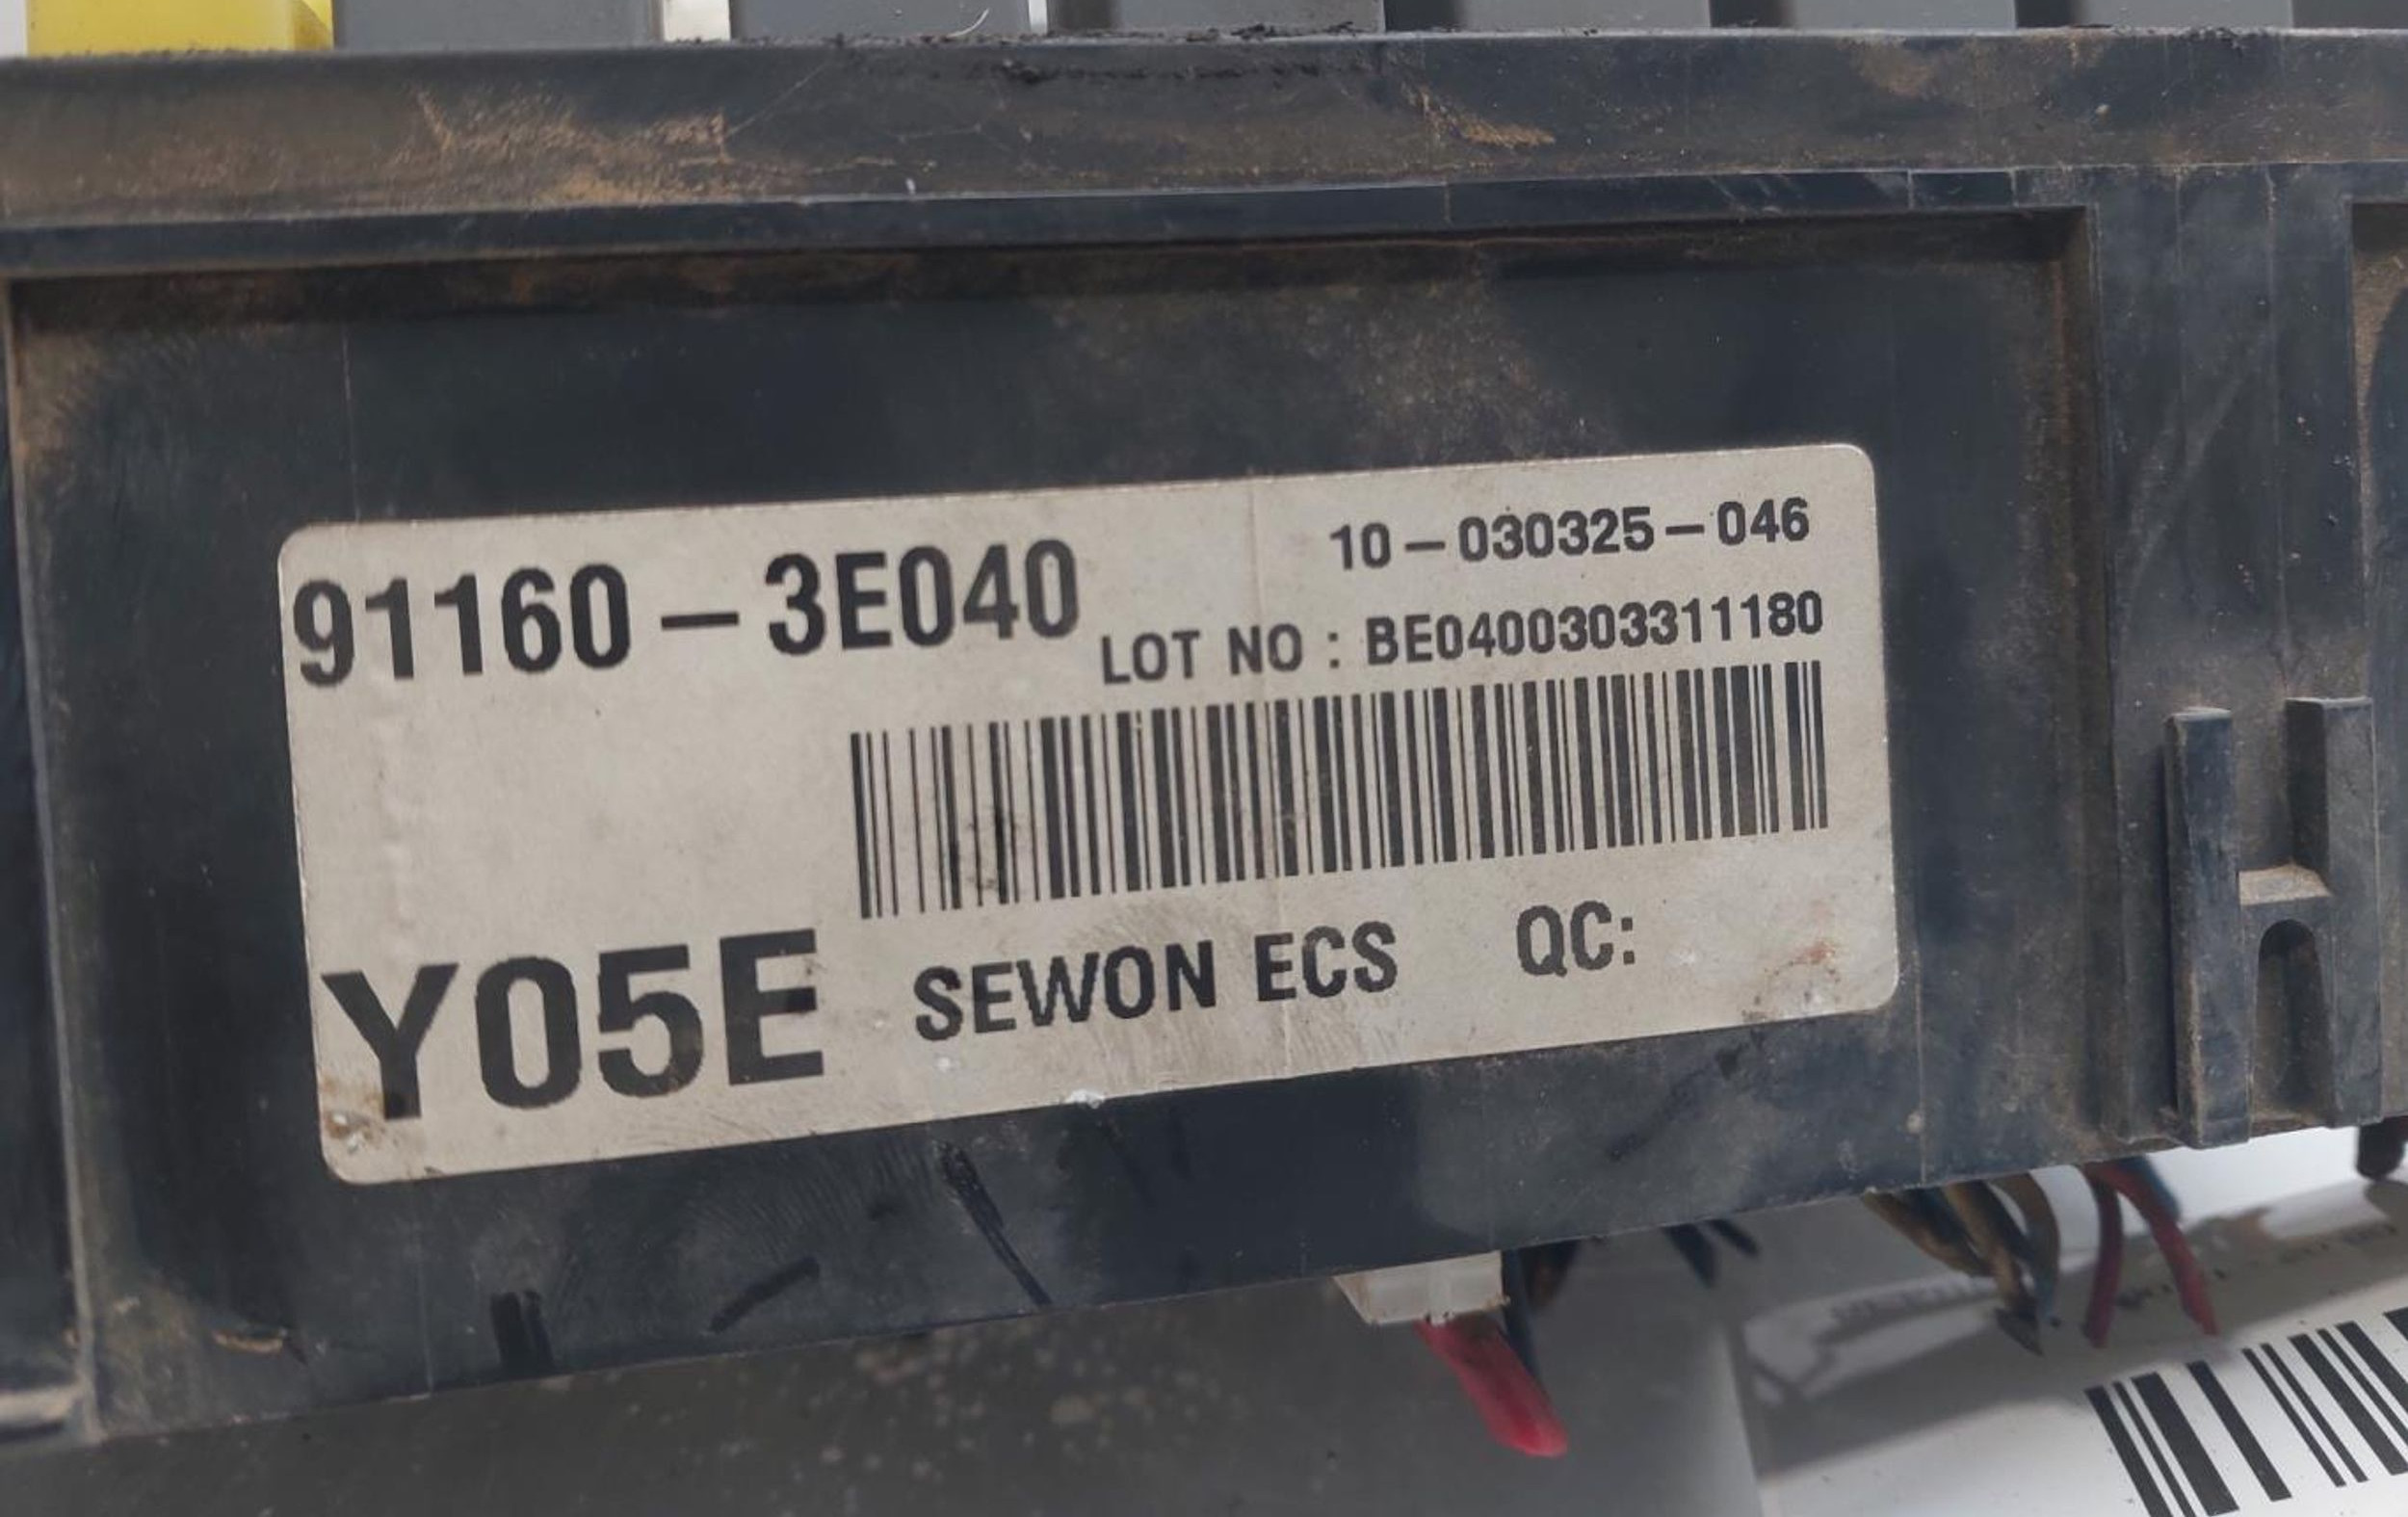 91160-3E040
10-030325-046
LOT NO : BE0400303311180
Y05E
SEWON ECS QC: